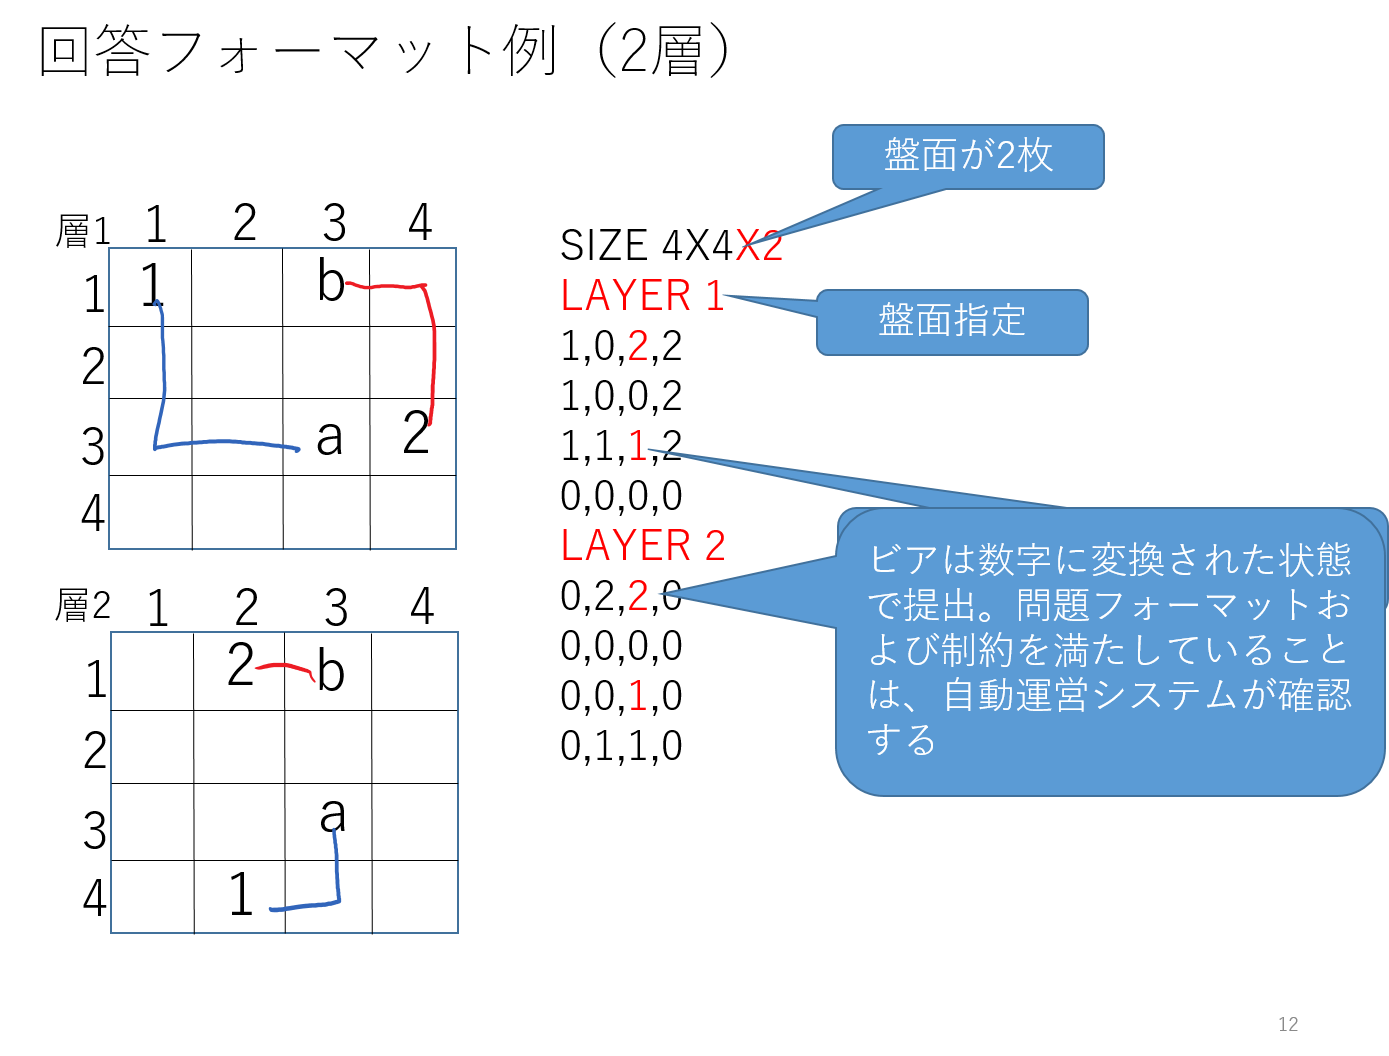 回答フォーマット例（2層）
層1
1 2 3 4
1 1 b
2
3 a 2
4
層2
1 2 3 4
1 2 b
2
3 a
4 1
SIZE 4X4X2
LAYER 1
1,0,2,2
1,0,0,2
1,1,1,2
0,0,0,0
LAYER 2
0,2,2,0
0,0,0,0
0,0,1,0
0,1,1,0
盤面が2枚
盤面指定
ビアは数字に変換された状態
で提出。問題フォーマットお
よび制約を満たしていること
は、自動運営システムが確認
する
12